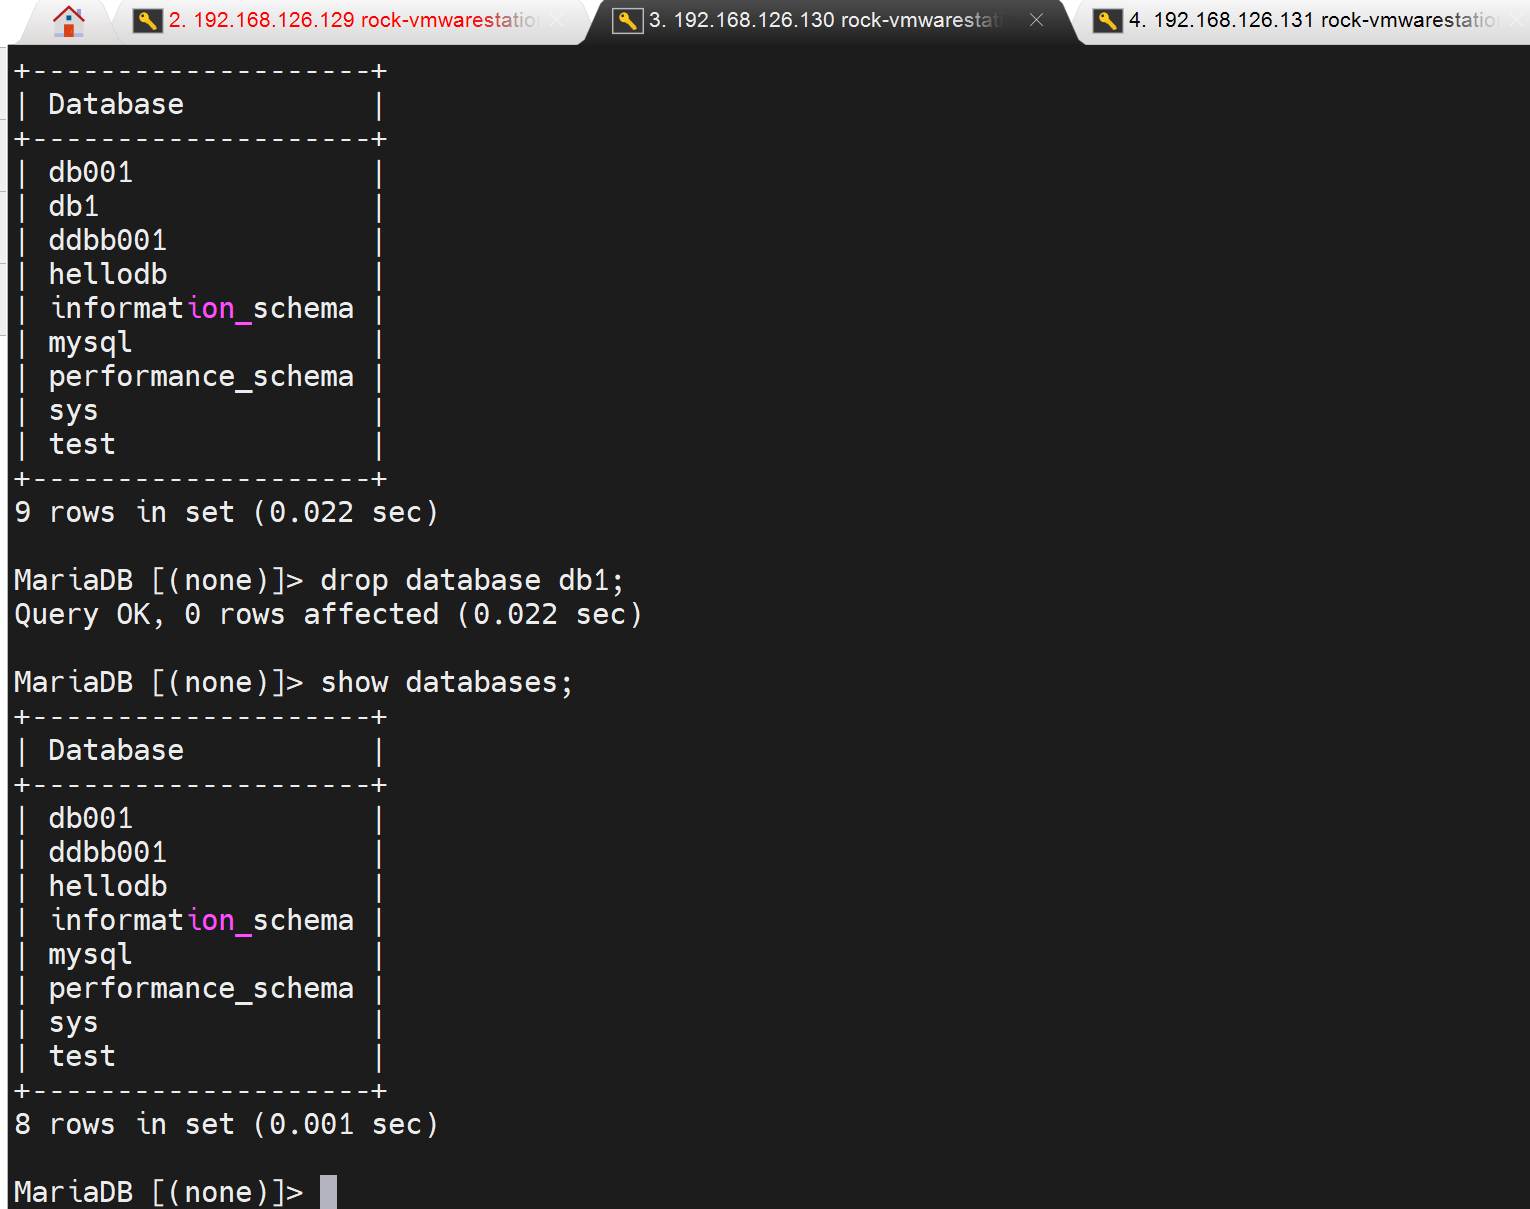 2. 192.168.126.129 rock-vmwarestatio
3. 192.168.126.130 rock-vmwarestati
4. 192.168.126.131 rock-vmwarestatio
+--------------------+
| Database           |
+--------------------+
| db001              |
| db1                |
| ddbb001            |
| hellodb            |
| information_schema |
| mysql              |
| performance_schema |
| sys                |
| test               |
+--------------------+
9 rows in set (0.022 sec)
MariaDB [(none)]> drop database db1;
Query OK, 0 rows affected (0.022 sec)
MariaDB [(none)]> show databases;
+--------------------+
| Database           |
+--------------------+
| db001              |
| ddbb001            |
| hellodb            |
| information_schema |
| mysql              |
| performance_schema |
| sys                |
| test               |
+--------------------+
8 rows in set (0.001 sec)
MariaDB [(none)]>